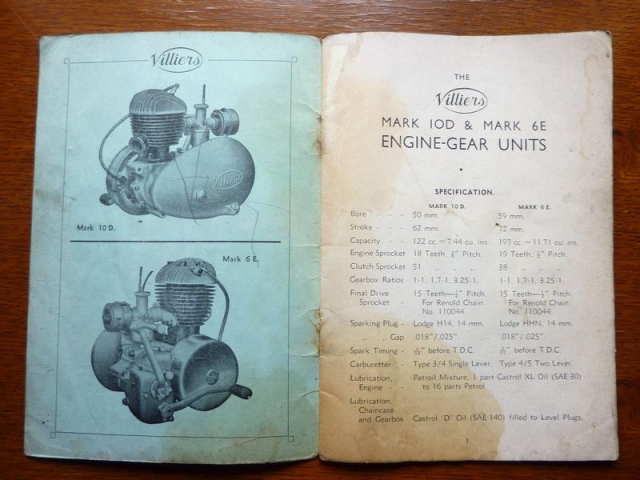 Villiers
Mark 10D.
Mark 6E.
Villiers
THE
Villiers
MARK 10D & MARK 6E
ENGINE-GEAR UNITS
SPECIFICATION.
MARK 10 D. MARK 6 E.
Bore 50 mm. 59 mm.
Stroke 62 mm. 72 mm.
Capacity 122 cc. = 7.44 cu. ins. 197 cc. = 11.71 cu. ins.
Engine Sprocket 18 Teeth, ⅜" Pitch. 19 Teeth, Pitch.
Clutch Sprocket 51 " " 38 " "
Gearbox Ratios 1-1, 1.7-1, 3.25-1. 1-1, 1.7-1, 3.25-1.
Final Drive 15 Teeth—½" Pitch. 15 Teeth—½" Pitch.
Sprocket For Renold Chain For Renold Chain
No. 110044. No. 110044.
Sparking Plug Lodge H14, 14 mm. Lodge HHN, 14 mm.
" " Gap .018"/.025". .018"/.025".
Spark Timing before T.D.C. before T.D.C.
Carburetter Type 3/4 Single Lever. Type 4/5 Two Lever.
Lubrication, Petroil Mixture, 1 part Castrol XL Oil (SAE 30)
Engine to 16 parts Petrol.
Lubrication,
Chaincase
and Gearbox Castrol 'D' Oil (SAE 140) filled to Level Plugs.
1